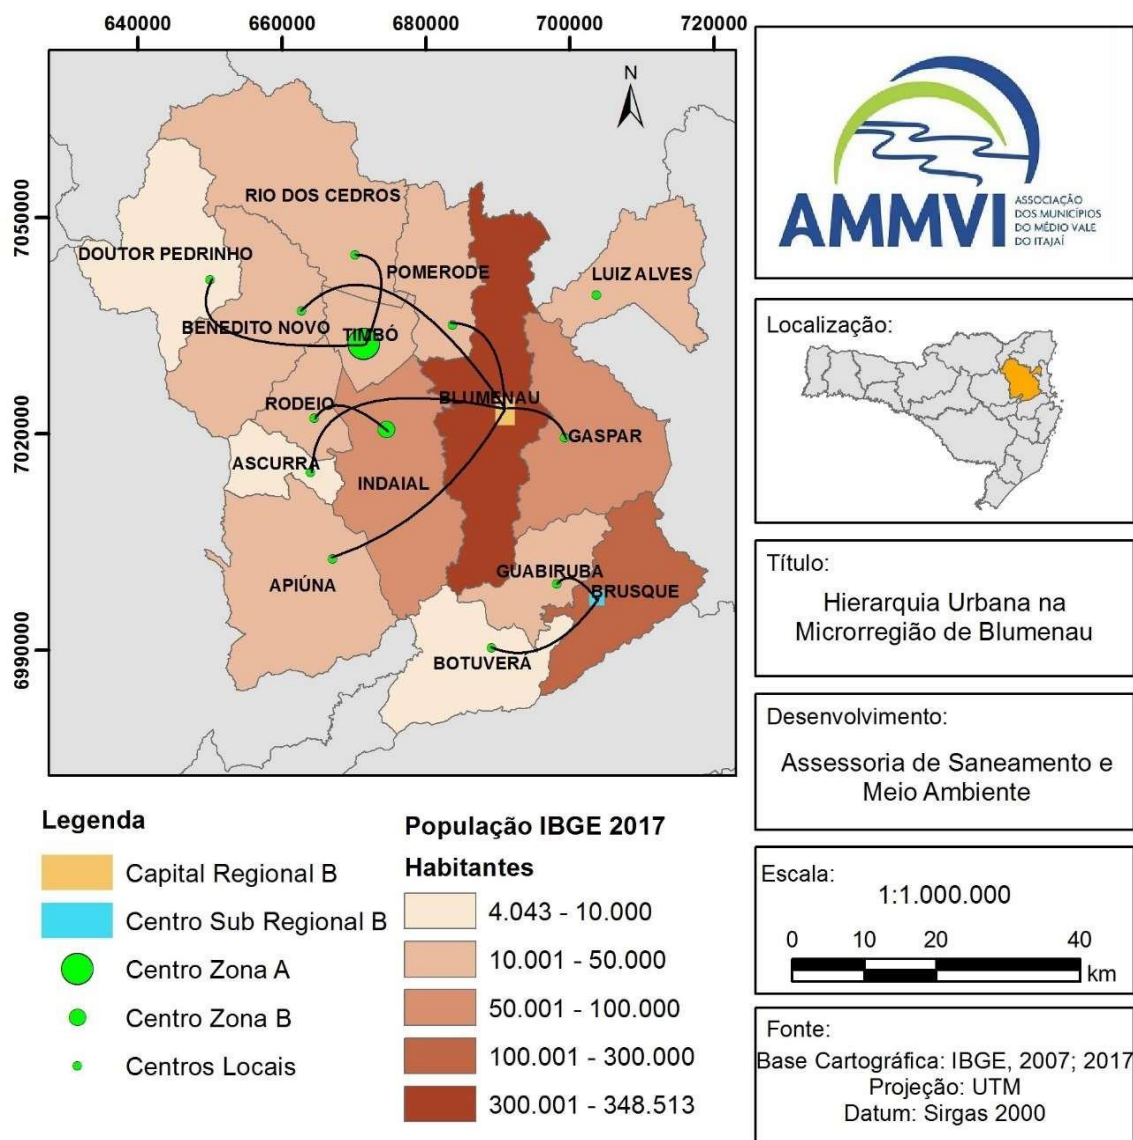 640000
660000
680000
700000
720000
7050000
7020000
6990000
N
RIO DOS CEDROS
DOUTOR PEDRINHO
POMERODE
LUIZ ALVES
BENEDITO NOVO
TIMBÓ
RODEIO
BLUMENAU
GASPAR
ASCURRA
INDAIAL
APIÚNA
GUABIRUBA
BRUSQUE
BOTUVERÁ
AMMVI
ASSOCIAÇÃO
DOS MUNICÍPIOS
DO MÉDIO VALE
DO ITAJAÍ
Localização:
Título:
Hierarquia Urbana na
Microrregião de Blumenau
Desenvolvimento:
Assessoria de Saneamento e
Meio Ambiente
Escala:
1:1.000.000
0 10 20 40
km
Fonte:
Base Cartográfica: IBGE, 2007; 2017
Projeção: UTM
Datum: Sirgas 2000
Legenda
Capital Regional B
Centro Sub Regional B
Centro Zona A
Centro Zona B
Centros Locais
População IBGE 2017
Habitantes
4.043 - 10.000
10.001 - 50.000
50.001 - 100.000
100.001 - 300.000
300.001 - 348.513